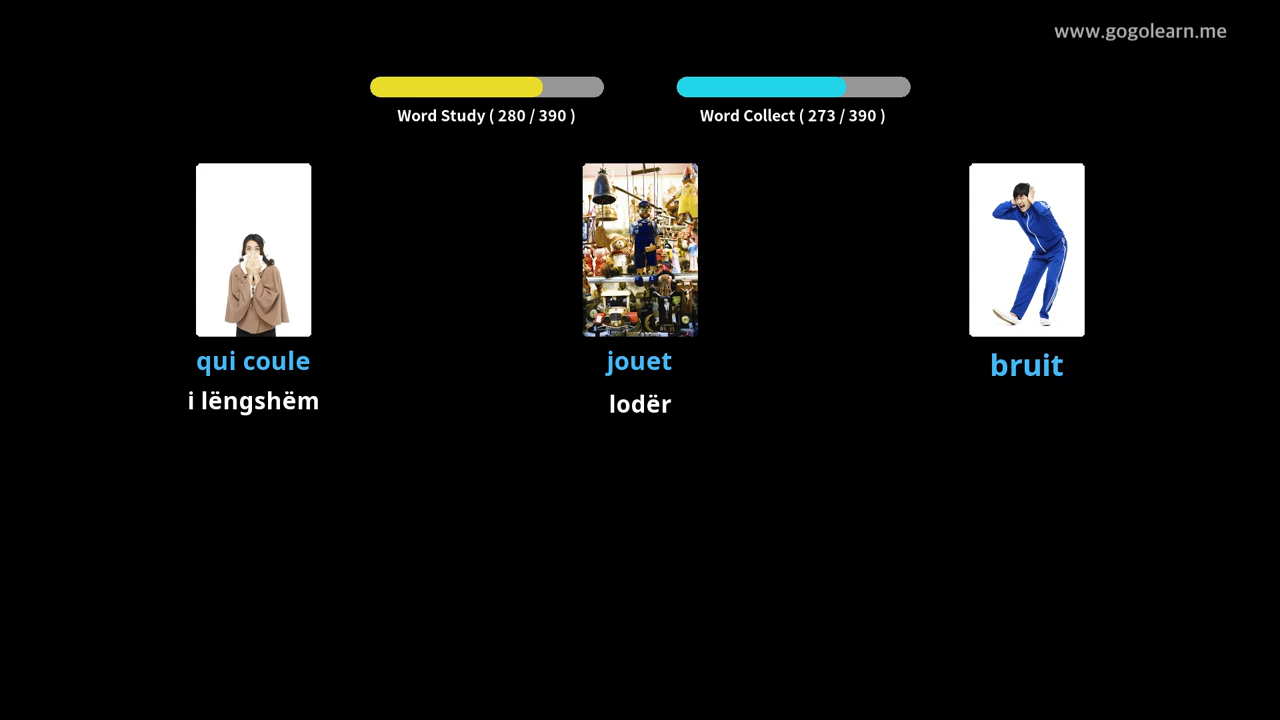 www.gogolearn.me
Word Study ( 280 / 390 )
Word Collect ( 273 / 390 )
qui coule
i lëngshëm
jouet
lodër
bruit